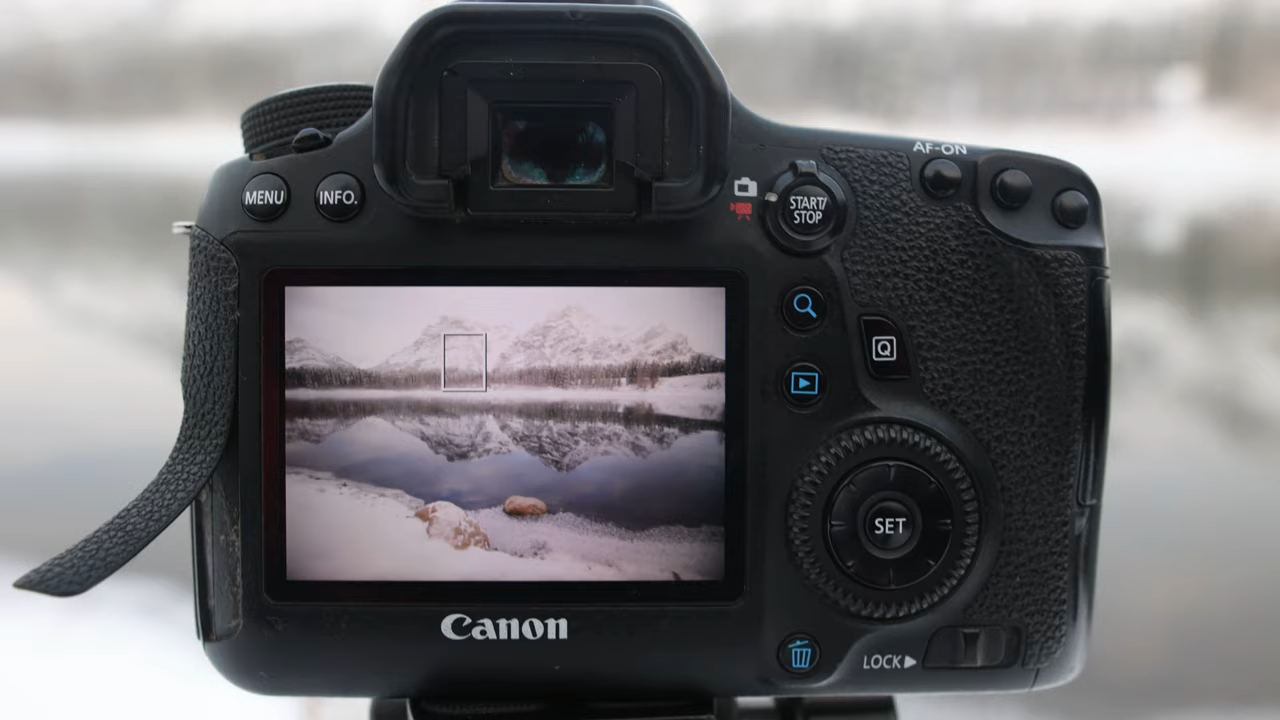 AF-ON
MENU
INFO.
START/
STOP
Q
SET
Canon
LOCK